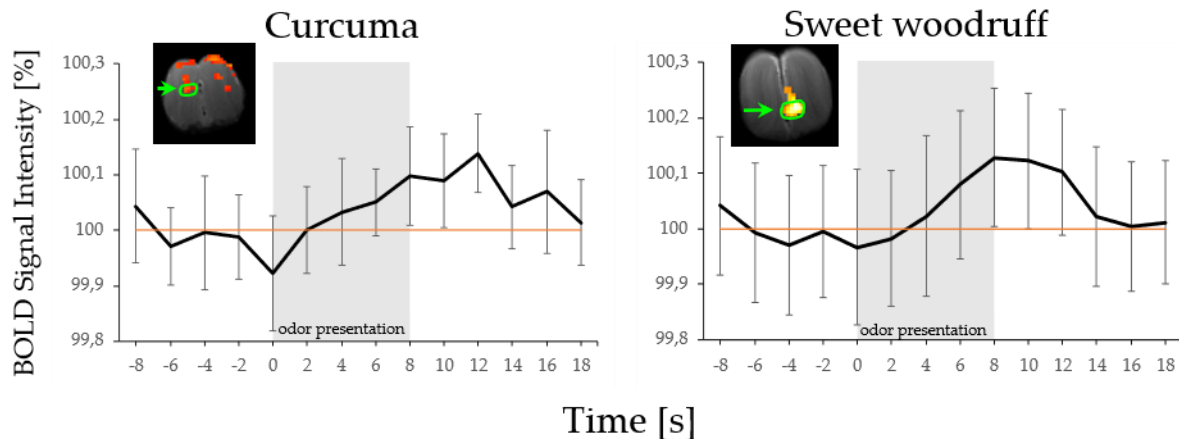 Curcuma
Sweet woodruff
BOLD Signal Intensity [%]
100,3
100,2
100,1
100
99,9
99,8
odor presentation
-8 -6 -4 -2 0 2 4 6 8 10 12 14 16 18
100,3
100,2
100,1
100
99,9
99,8
odor presentation
-8 -6 -4 -2 0 2 4 6 8 10 12 14 16 18
Time [s]